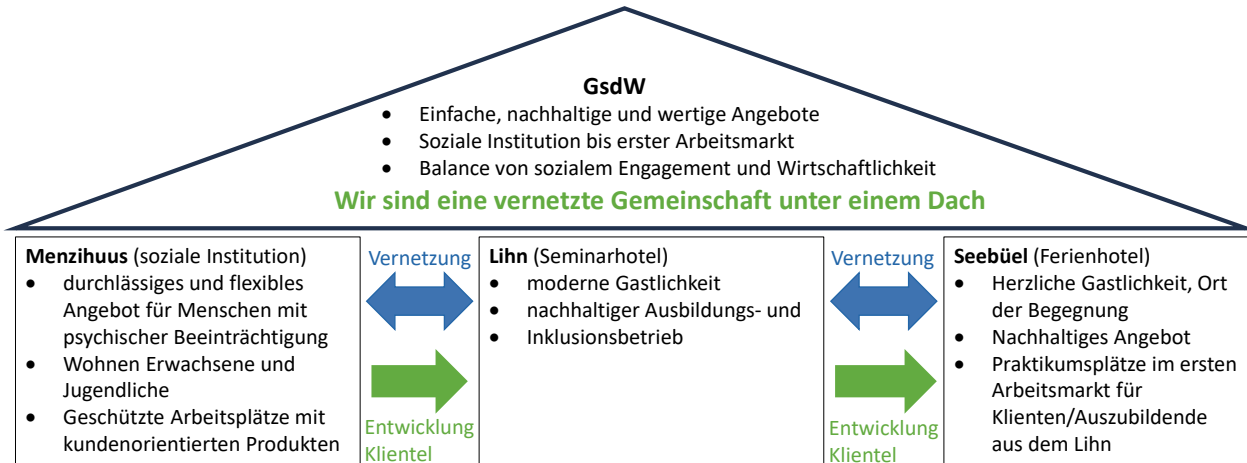 GsdW
• Einfache, nachhaltige und wertige Angebote
• Soziale Institution bis erster Arbeitsmarkt
• Balance von sozialem Engagement und Wirtschaftlichkeit
Wir sind eine vernetzte Gemeinschaft unter einem Dach
Menzihuus (soziale Institution)
• durchlässiges und flexibles
Angebot für Menschen mit
psychischer Beeinträchtigung
• Wohnen Erwachsene und
Jugendliche
• Geschützte Arbeitsplätze mit
kundenorientierten Produkten
Vernetzung
Entwicklung
Klientel
Lihn (Seminarhotel)
• moderne Gastlichkeit
• nachhaltiger Ausbildungs- und
• Inklusionsbetrieb
Vernetzung
Entwicklung
Klientel
Seebüel (Ferienhotel)
• Herzliche Gastlichkeit, Ort
der Begegnung
• Nachhaltiges Angebot
• Praktikumsplätze im ersten
Arbeitsmarkt für
Klienten/Auszubildende
aus dem Lihn